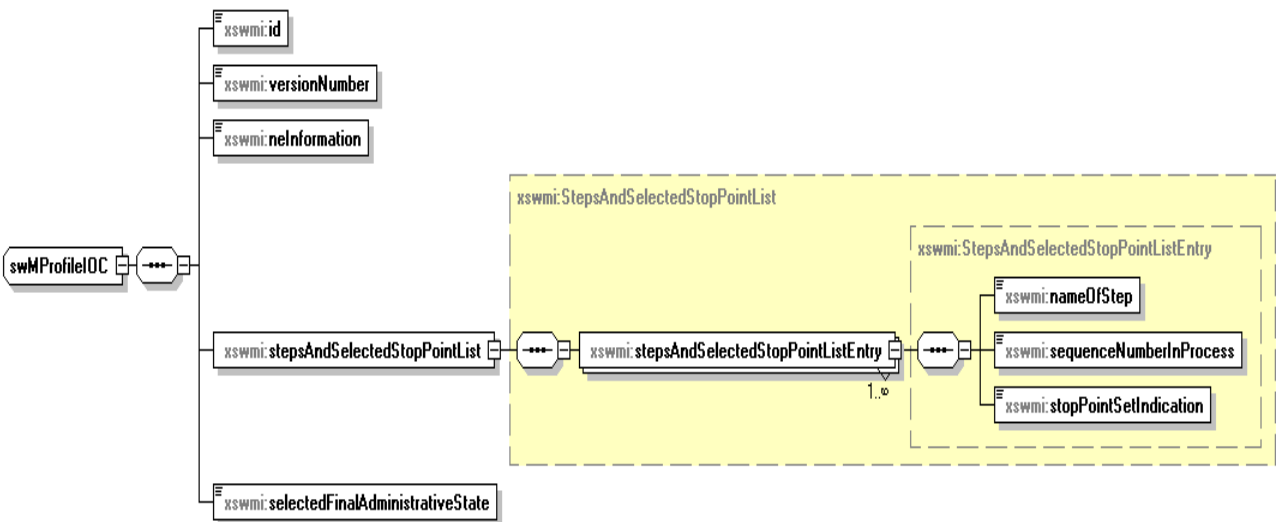 xswmi:id
xswmi:versionNumber
xswmi:neInformation
xswmi:StepsAndSelectedStopPointList
xswmi:StepsAndSelectedStopPointListEntry
swMProfileIOC
xswmi:nameOfStep
xswmi:stepsAndSelectedStopPointList
xswmi:stepsAndSelectedStopPointListEntry
1..∞
xswmi:sequenceNumberInProcess
xswmi:stopPointSetIndication
xswmi:selectedFinalAdministrativeState